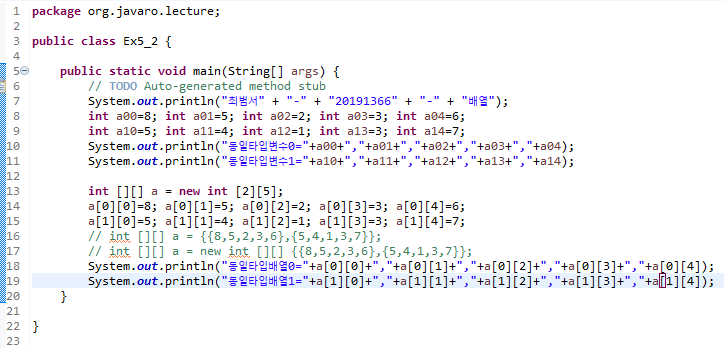 1 package org.javaro.lecture;
2
3 public class Ex5_2 {
4
5 public static void main(String[] args) {
6 // TODO Auto-generated method stub
7 System.out.println("최범서" + "-" + "20191366" + "-" + "배열");
8 int a00=8; int a01=5; int a02=2; int a03=3; int a04=6;
9 int a10=5; int a11=4; int a12=1; int a13=3; int a14=7;
10 System.out.println("동일타입변수0="+a00+","+a01+","+a02+","+a03+","+a04);
11 System.out.println("동일타입변수1="+a10+","+a11+","+a12+","+a13+","+a14);
12
13 int [][] a = new int [2][5];
14 a[0][0]=8; a[0][1]=5; a[0][2]=2; a[0][3]=3; a[0][4]=6;
15 a[1][0]=5; a[1][1]=4; a[1][2]=1; a[1][3]=3; a[1][4]=7;
16 // int [][] a = {{8,5,2,3,6},{5,4,1,3,7}};
17 // int [][] a = new int [][] {{8,5,2,3,6},{5,4,1,3,7}};
18 System.out.println("동일타입배열0="+a[0][0]+","+a[0][1]+","+a[0][2]+","+a[0][3]+","+a[0][4]);
19 System.out.println("동일타입배열1="+a[1][0]+","+a[1][1]+","+a[1][2]+","+a[1][3]+","+a[1][4]);
20 }
21
22 }
23